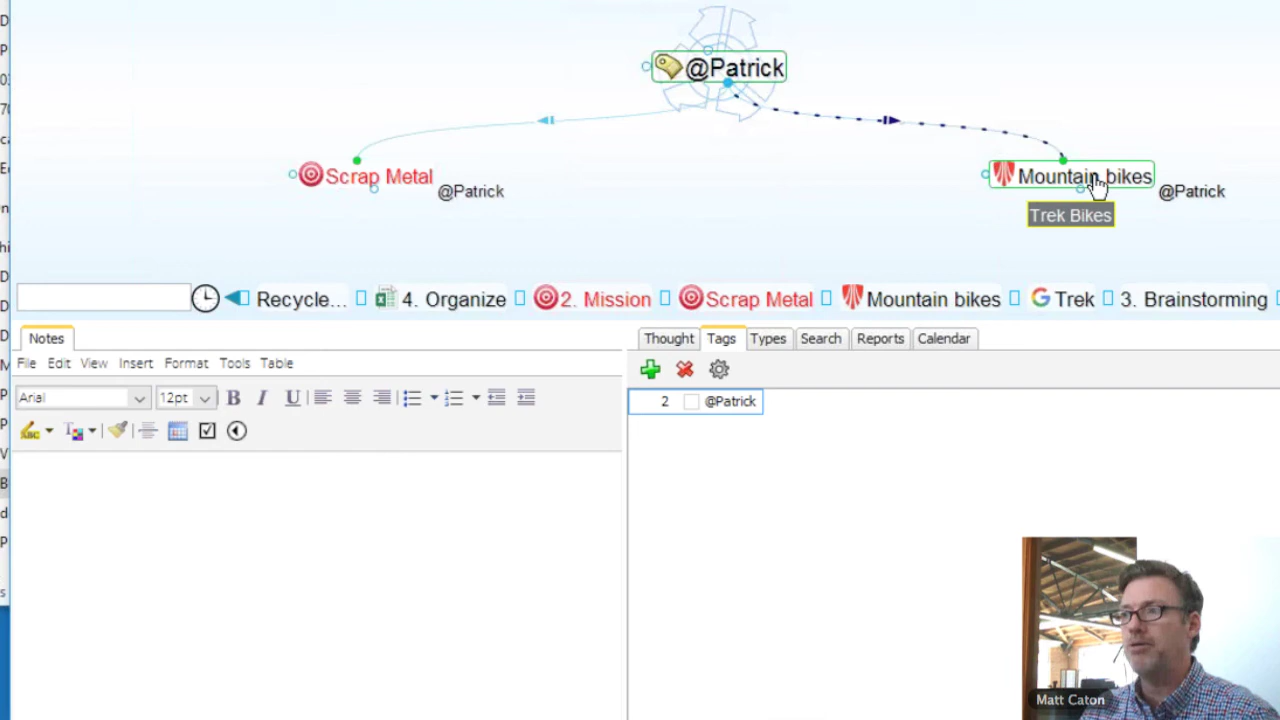 @Patrick
Scrap Metal
@Patrick
Mountain bikes
@Patrick
Trek Bikes
Recycle... 4. Organize 2. Mission Scrap Metal Mountain bikes Trek 3. Brainstorming
Notes
Thought Tags Types Search Reports Calendar
File Edit View Insert Format Tools Table
Arial 12pt B I U
ABC T
2 @Patrick
Matt Caton